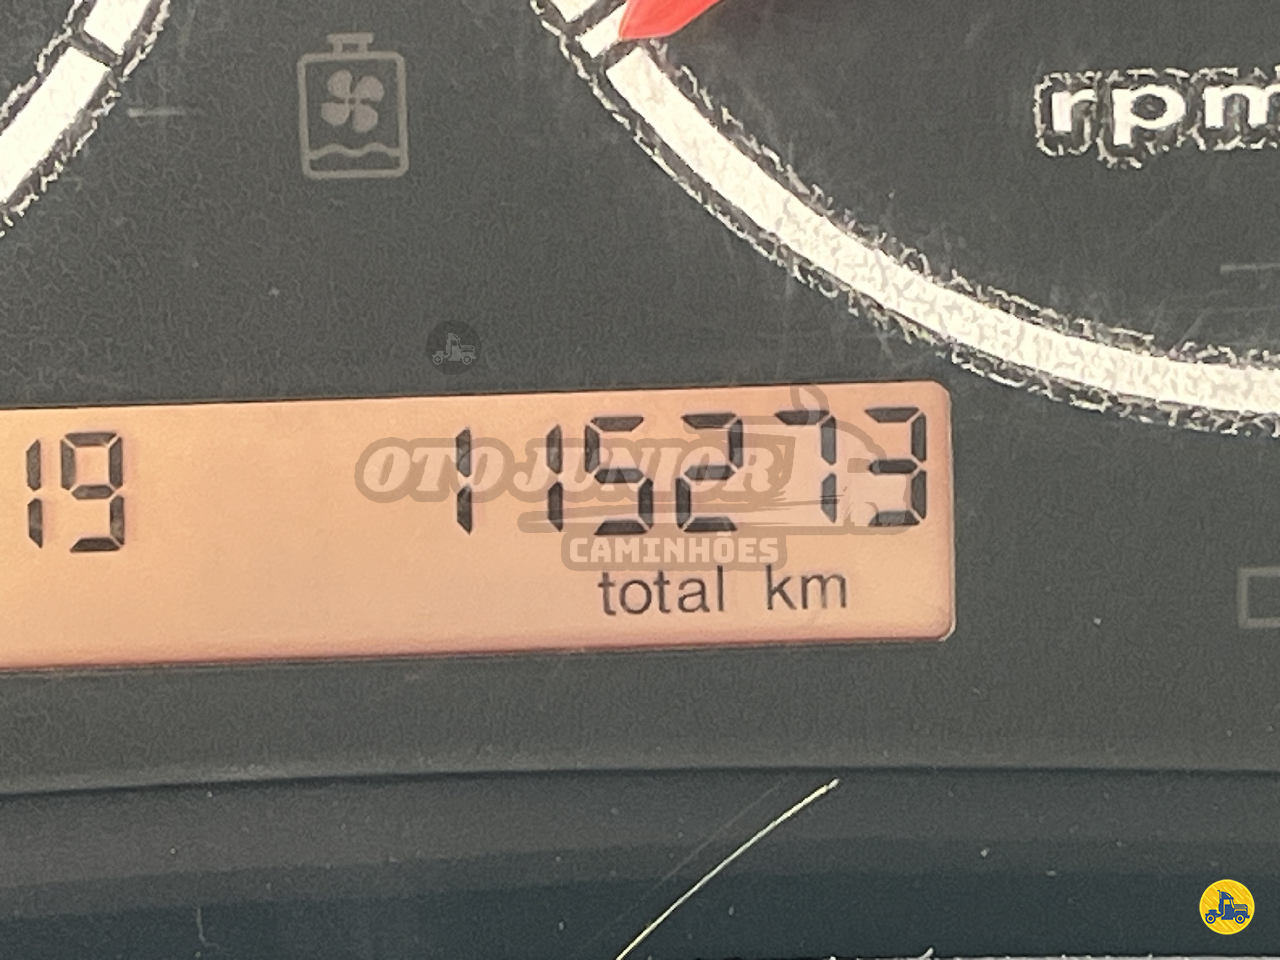 rpm
19 115273
OTO JUNIOR
CAMINHÕES
total km